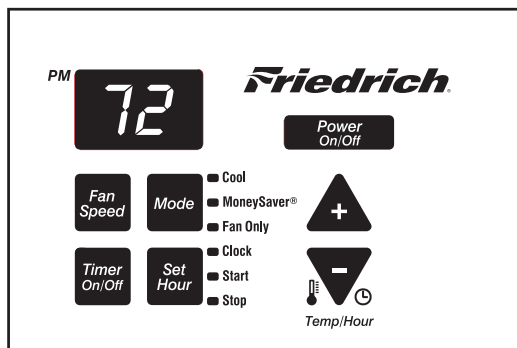 PM
72
Friedrich®
Power
On/Off
Fan
Speed
Mode
Cool
MoneySaver®
Fan Only
+
Timer
On/Off
Set
Hour
Clock
Start
Stop
-
Temp/Hour